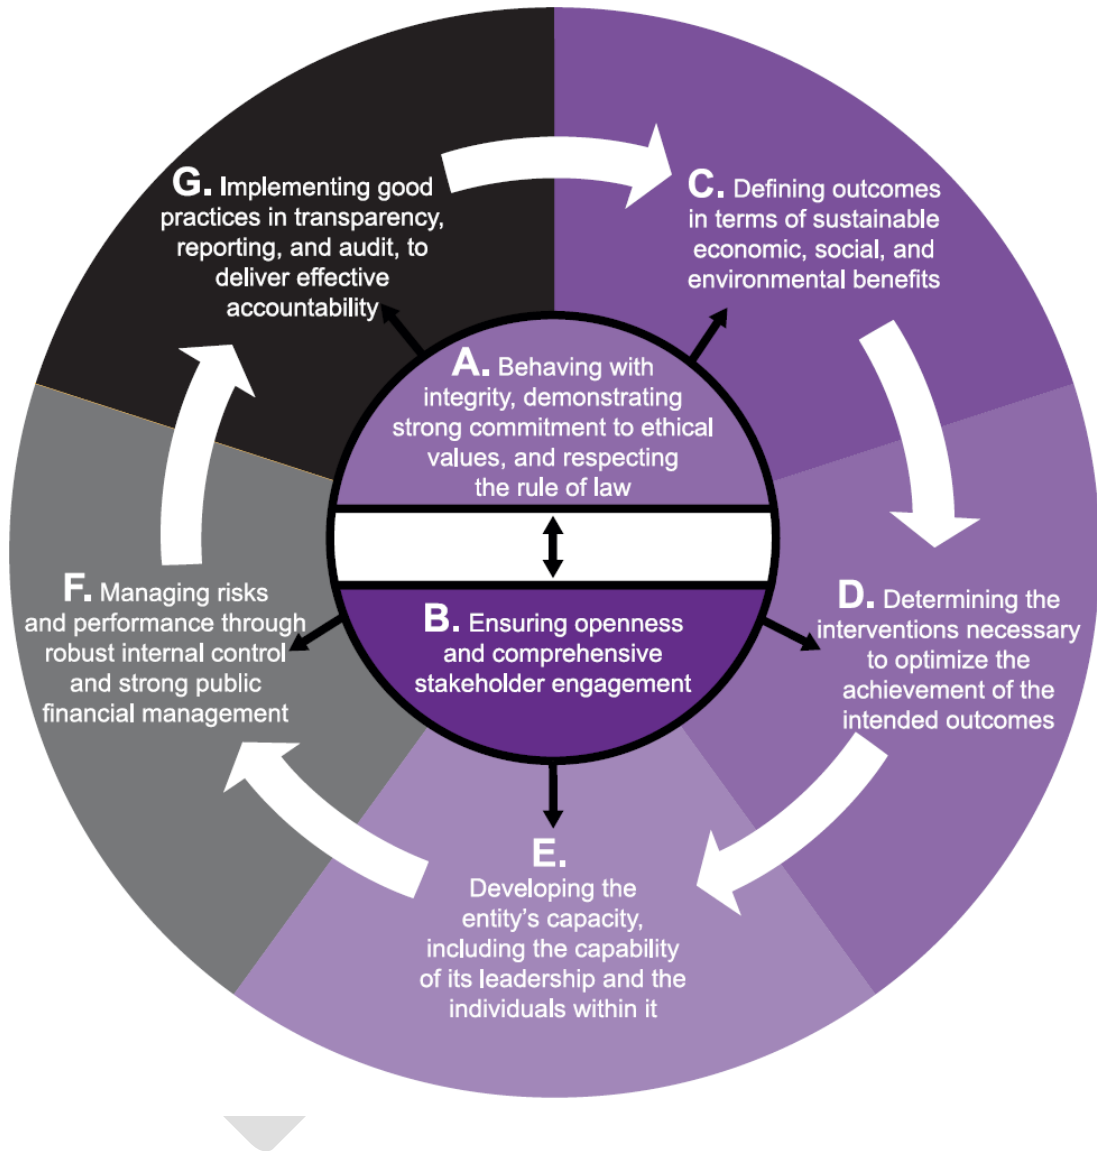 A. Behaving with
integrity, demonstrating
strong commitment to ethical
values, and respecting
the rule of law
B. Ensuring openness
and comprehensive
stakeholder engagement
C. Defining outcomes
in terms of sustainable
economic, social, and
environmental benefits
D. Determining the
interventions necessary
to optimize the
achievement of the
intended outcomes
E.
Developing the
entity’s capacity,
including the capability
of its leadership and the
individuals within it
F. Managing risks
and performance through
robust internal control
and strong public
financial management
G. Implementing good
practices in transparency,
reporting, and audit, to
deliver effective
accountability